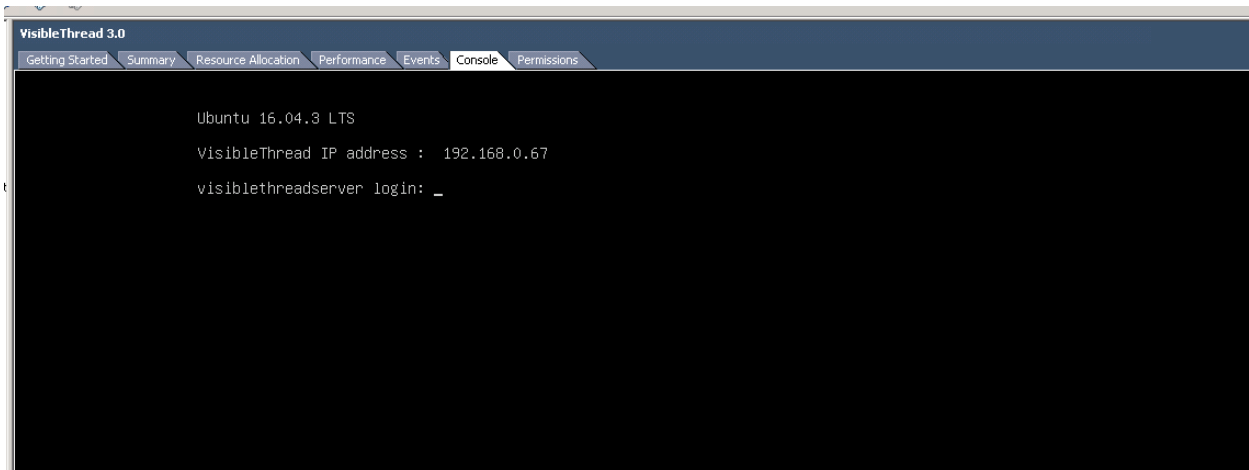 VisibleThread 3.0
Getting Started Summary Resource Allocation Performance Events Console Permissions
Ubuntu 16.04.3 LTS
VisibleThread IP address :  192.168.0.67
visiblethreadserver login: _